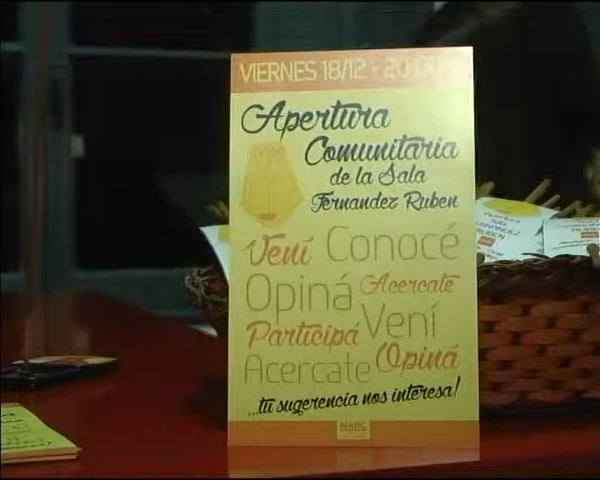 VIERNES 18/12 - 20
Apertura
Comunitaria
de la Sala
Fernandez Ruben
Vení Conocé
Opiná Acercate
Participá Vení
Acercate Opiná
...tu sugerencia nos interesa!
MARC